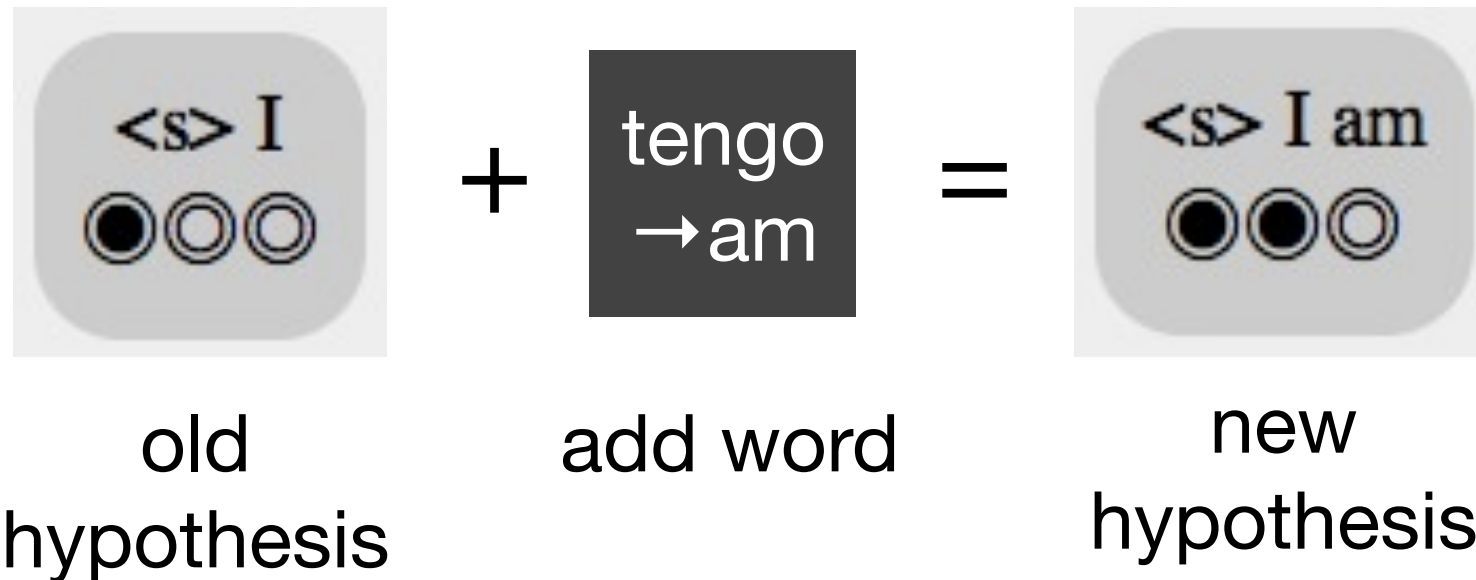 <s> I
+
tengo
→am
=
<s> I am
old
hypothesis
add word
new
hypothesis